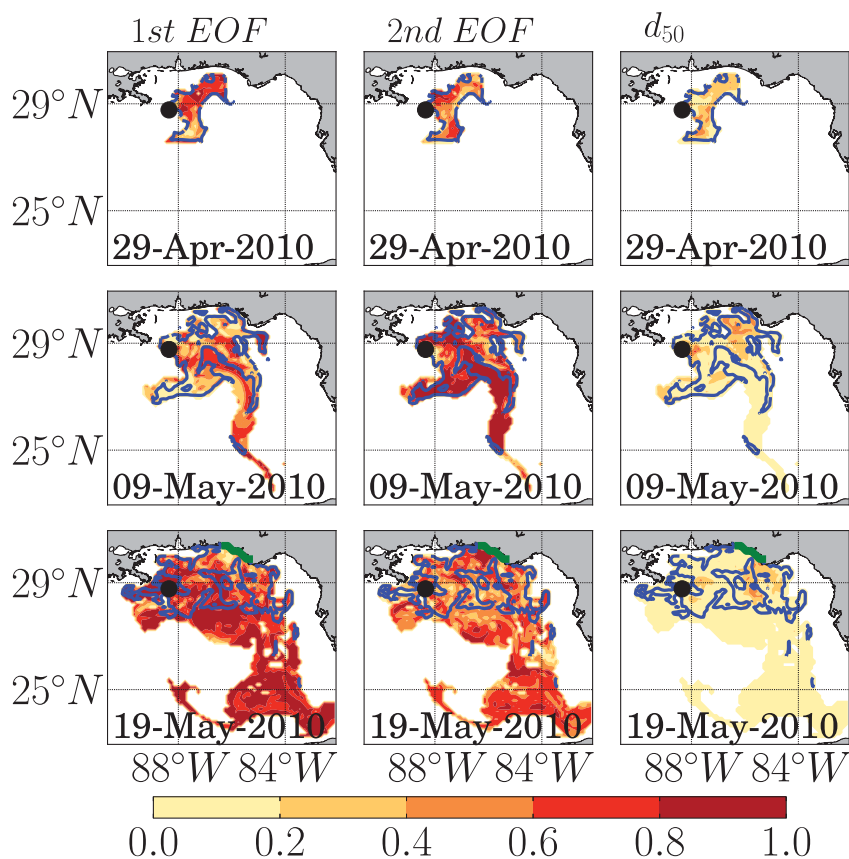 1st EOF 2nd EOF d₅₀
29°N
25°N
29-Apr-2010 29-Apr-2010 29-Apr-2010
29°N
25°N
09-May-2010 09-May-2010 09-May-2010
29°N
25°N
19-May-2010 19-May-2010 19-May-2010
88°W 84°W 88°W 84°W 88°W 84°W
0.0 0.2 0.4 0.6 0.8 1.0